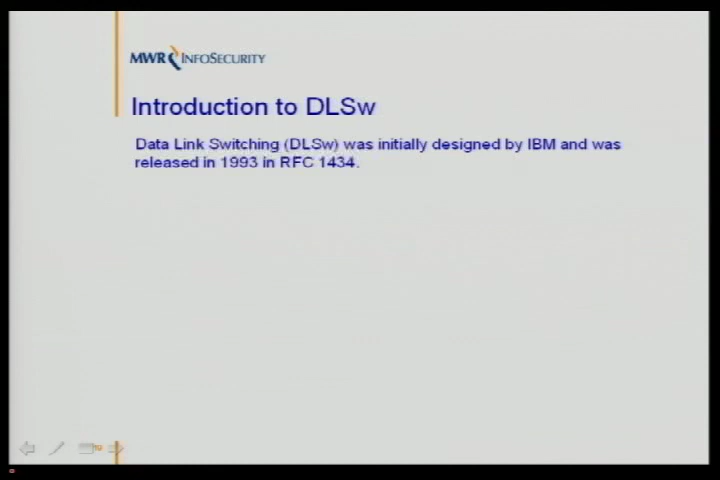 MWR INFOSECURITY
Introduction to DLSw
Data Link Switching (DLSw) was initially designed by IBM and was
released in 1993 in RFC 1434.